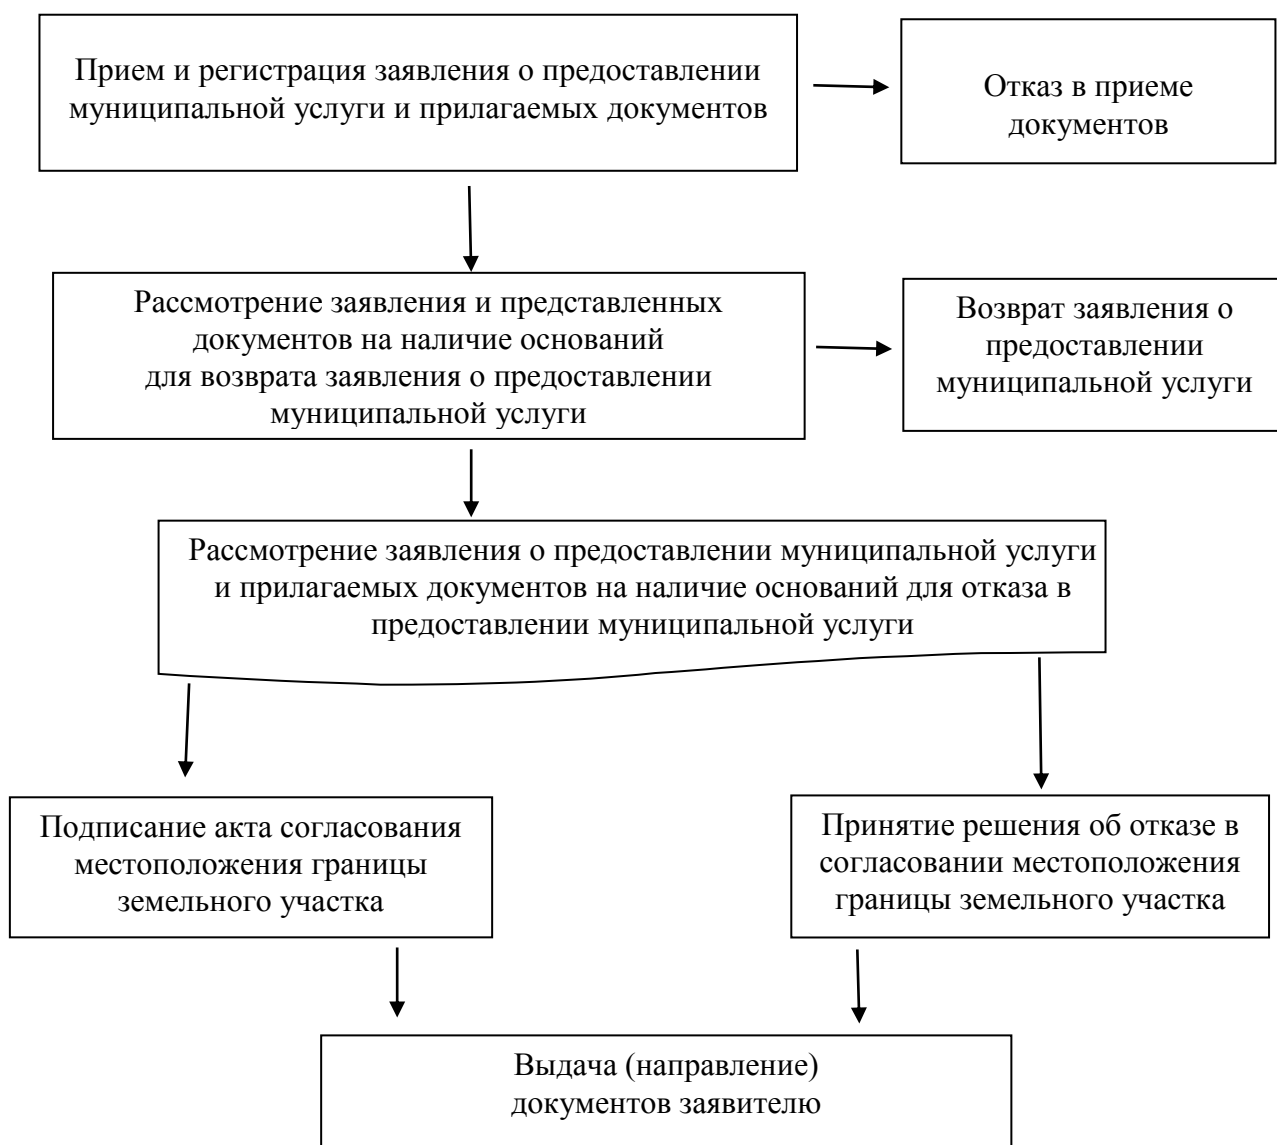 Прием и регистрация заявления о предоставлении
муниципальной услуги и прилагаемых документов
Отказ в приеме
документов
Рассмотрение заявления и представленных
документов на наличие оснований
для возврата заявления о предоставлении
муниципальной услуги
Возврат заявления о
предоставлении
муниципальной услуги
Рассмотрение заявления о предоставлении муниципальной услуги
и прилагаемых документов на наличие оснований для отказа в
предоставлении муниципальной услуги
Подписание акта согласования
местоположения границы
земельного участка
Принятие решения об отказе в
согласовании местоположения
границы земельного участка
Выдача (направление)
документов заявителю